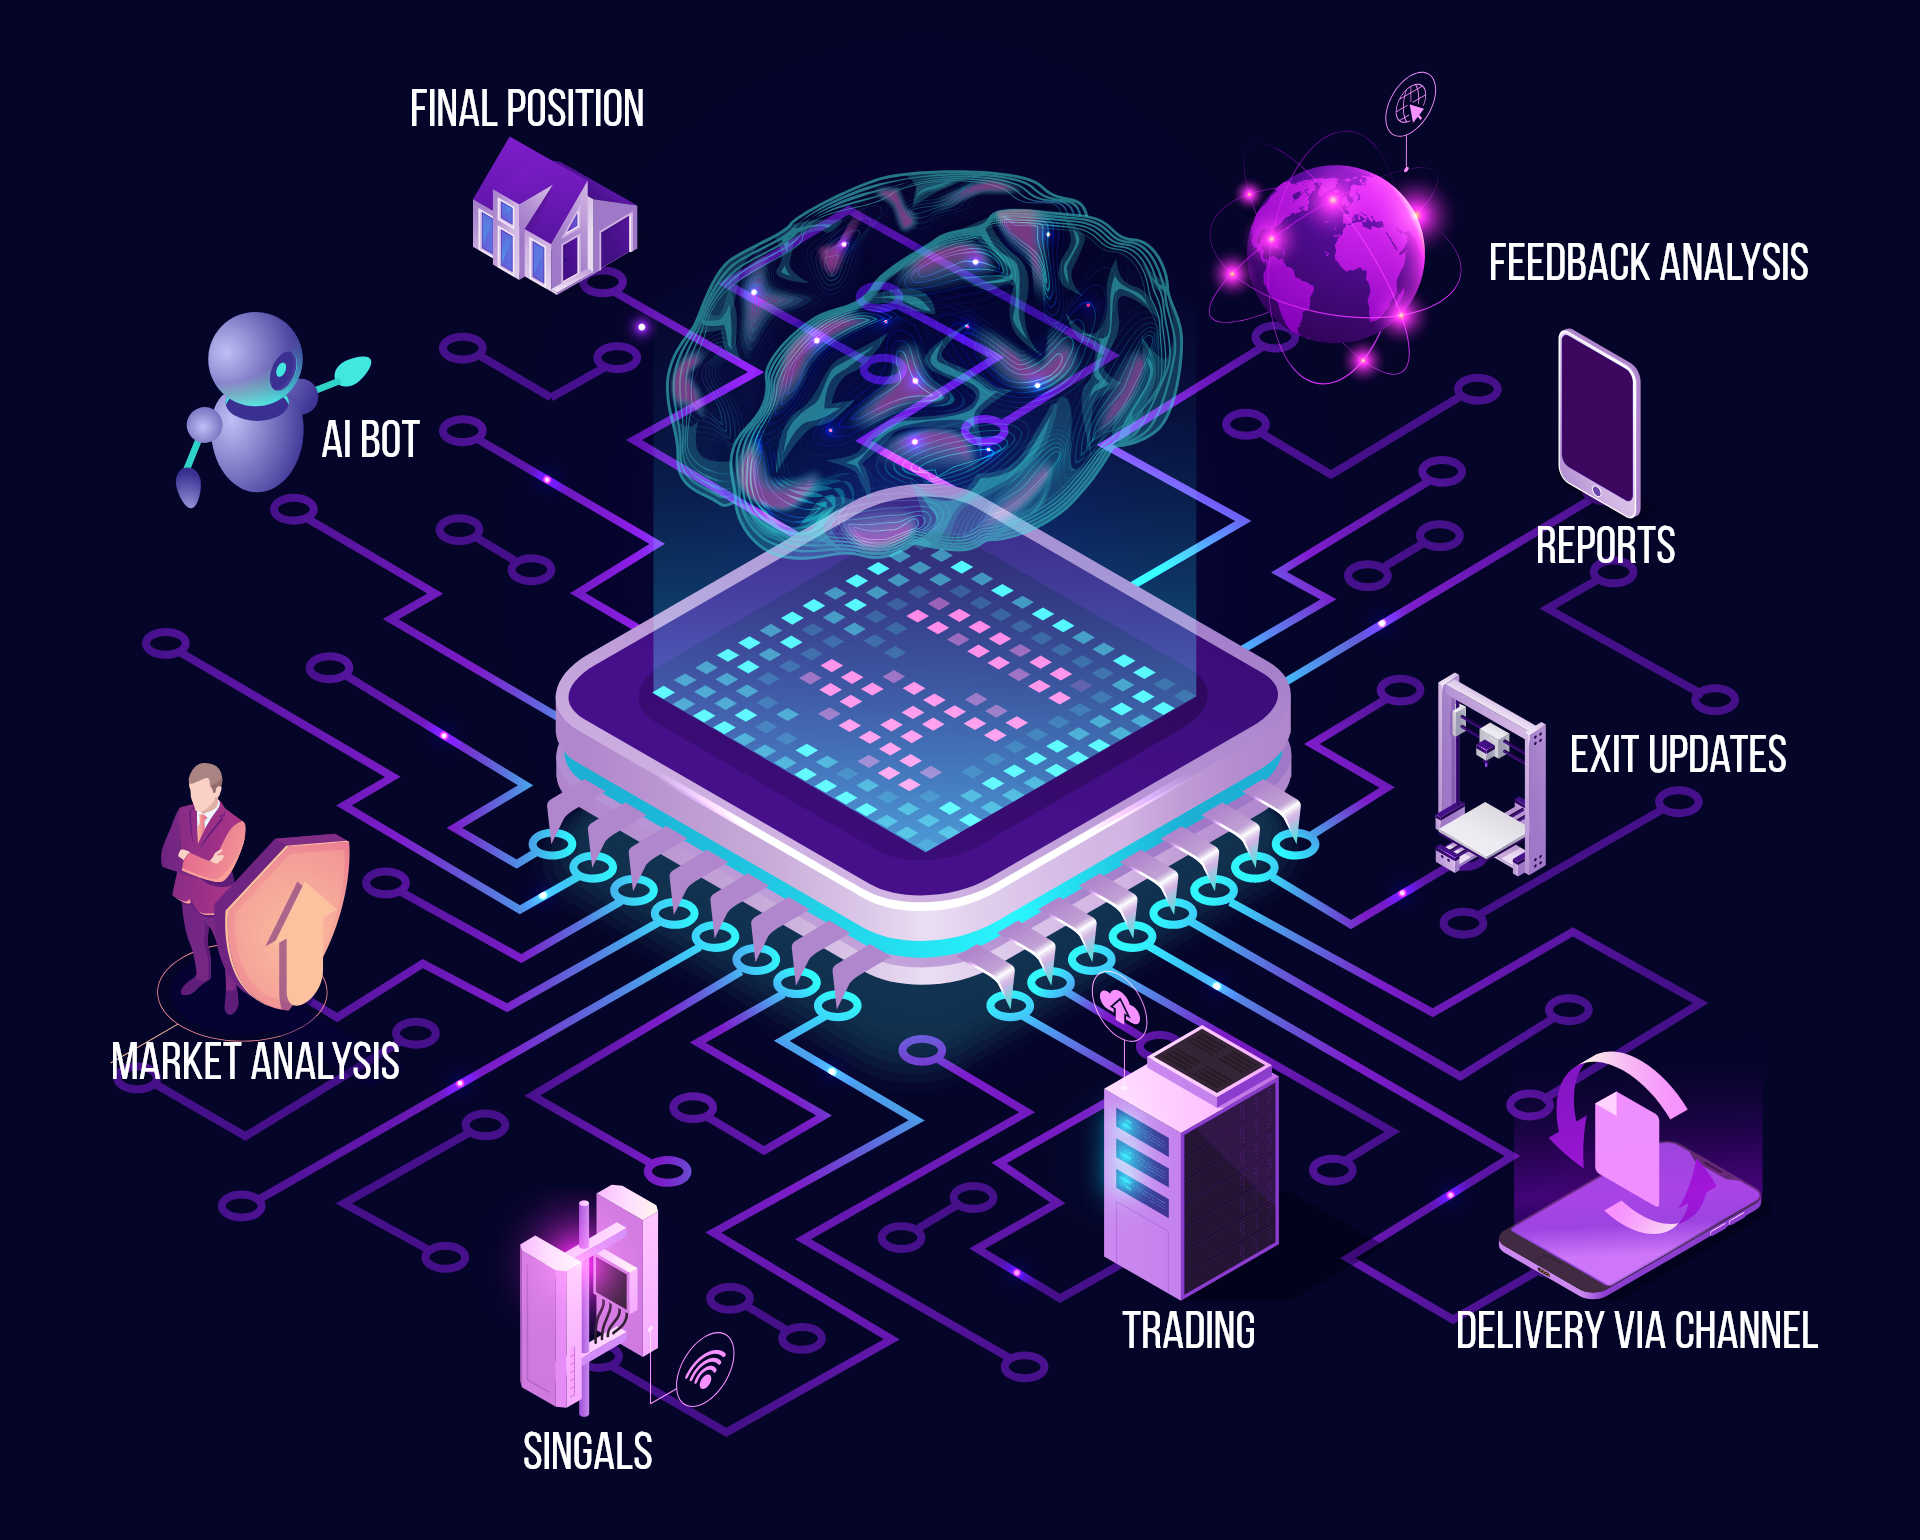 FINAL POSITION
FEEDBACK ANALYSIS
AI BOT
REPORTS
EXIT UPDATES
MARKET ANALYSIS
TRADING
DELIVERY VIA CHANNEL
SINGALS